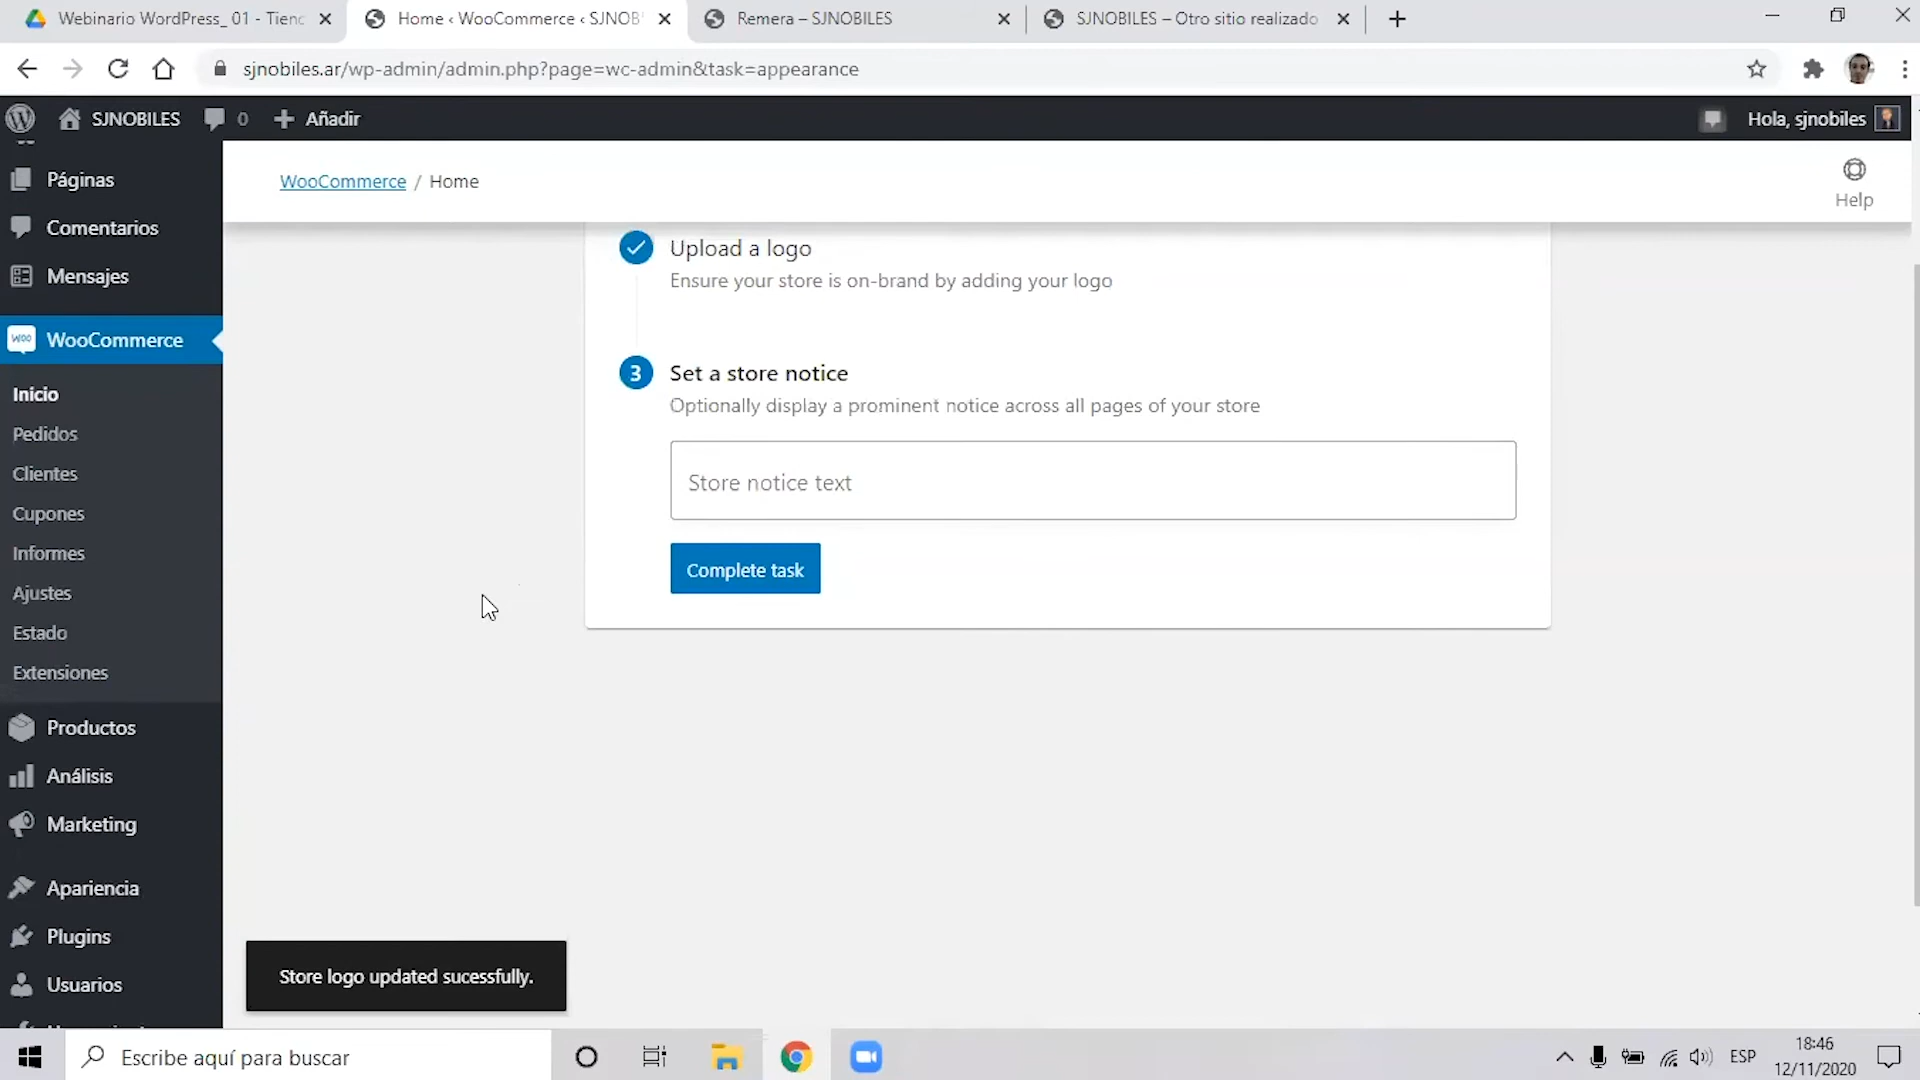 Webinario WordPress_ 01 - Tienc
Home ‹ WooCommerce ‹ SJNOB
Remera – SJNOBILES
SJNOBILES – Otro sitio realizado
sjnobiles.ar/wp-admin/admin.php?page=wc-admin&task=appearance
SJNOBILES
0
Añadir
Hola, sjnobiles
Páginas
Comentarios
Mensajes
WooCommerce
Inicio
Pedidos
Clientes
Cupones
Informes
Ajustes
Estado
Extensiones
Productos
Análisis
Marketing
Apariencia
Plugins
Usuarios
WooCommerce / Home
Help
Upload a logo
Ensure your store is on-brand by adding your logo
3
Set a store notice
Optionally display a prominent notice across all pages of your store
Store notice text
Complete task
Store logo updated sucessfully.
Escribe aquí para buscar
ESP
18:46
12/11/2020